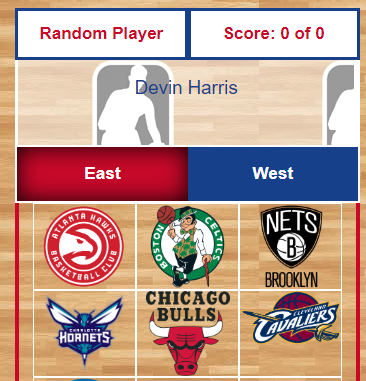 Random Player
Score: 0 of 0
Devin Harris
East
West
ATLANTA HAWKS
BASKETBALL CLUB
BOSTON
CELTICS
NETS
B
BROOKLYN
CHARLOTTE
HORNETS
CHICAGO
BULLS
CLEVELAND
CAVALIERS